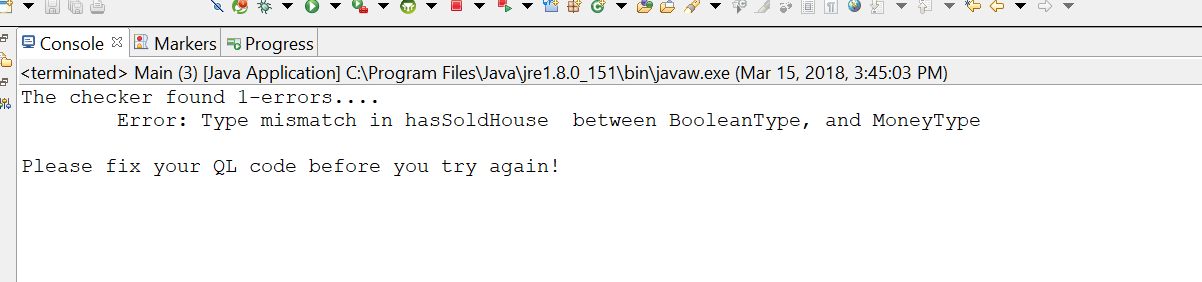 Console Markers Progress
<terminated> Main (3) [Java Application] C:\Program Files\Java\jre1.8.0_151\bin\javaw.exe (Mar 15, 2018, 3:45:03 PM)
The checker found 1-errors....
Error: Type mismatch in hasSoldHouse  between BooleanType, and MoneyType
Please fix your QL code before you try again!